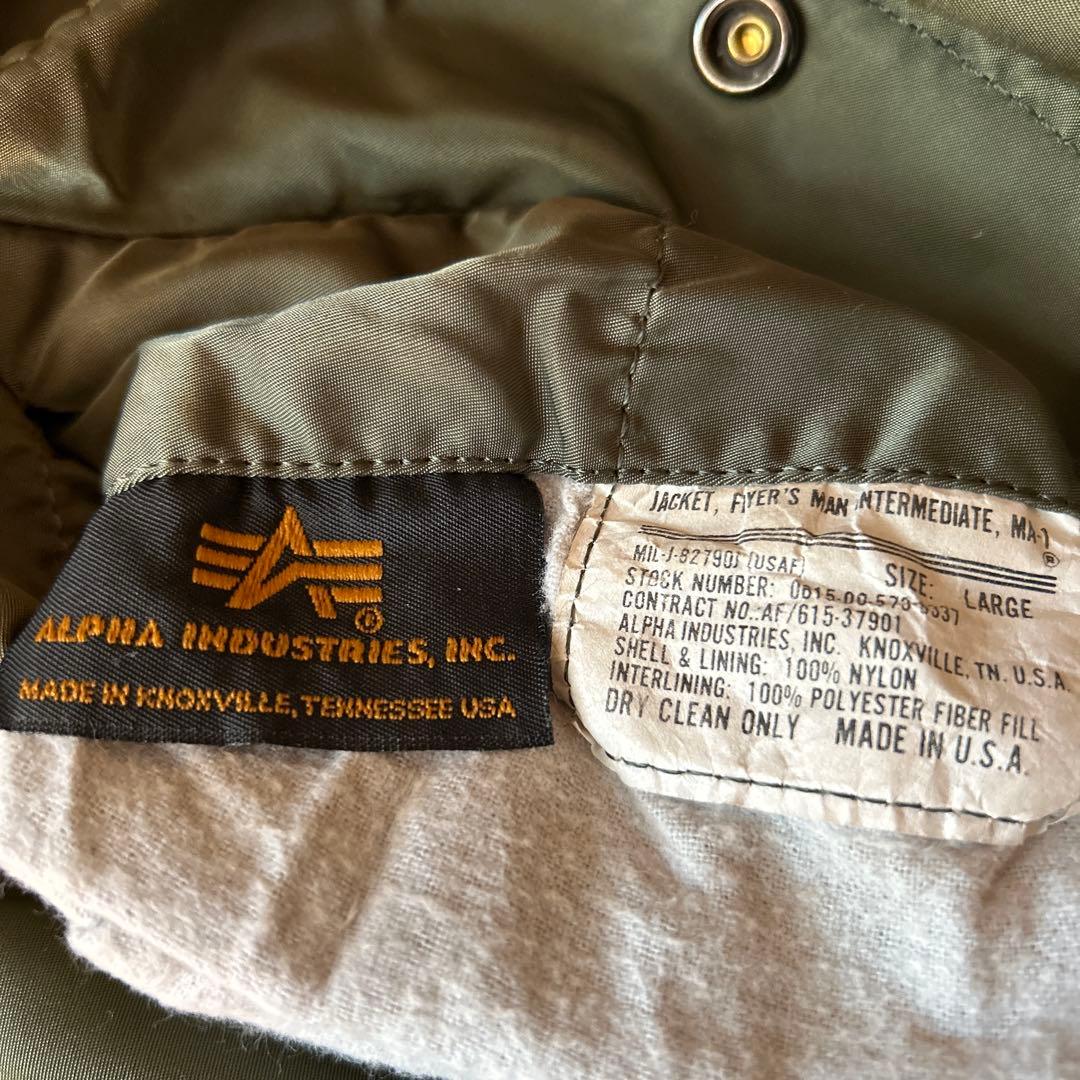 ALPHA INDUSTRIES, INC.
MADE IN KNOXVILLE, TENNESSEE USA
JACKET, FLYER'S MAN INTERMEDIATE, MA-1
®
MIL-J-8279DJ (USAF) SIZE: LARGE
STOCK NUMBER:
CONTRACT NO.:AF/615-37901
ALPHA INDUSTRIES, INC. KNOXVILLE, TN. U.S.A.
SHELL & LINING: 100% NYLON
INTERLINING: 100% POLYESTER FIBER FILL
DRY CLEAN ONLY MADE IN U.S.A.